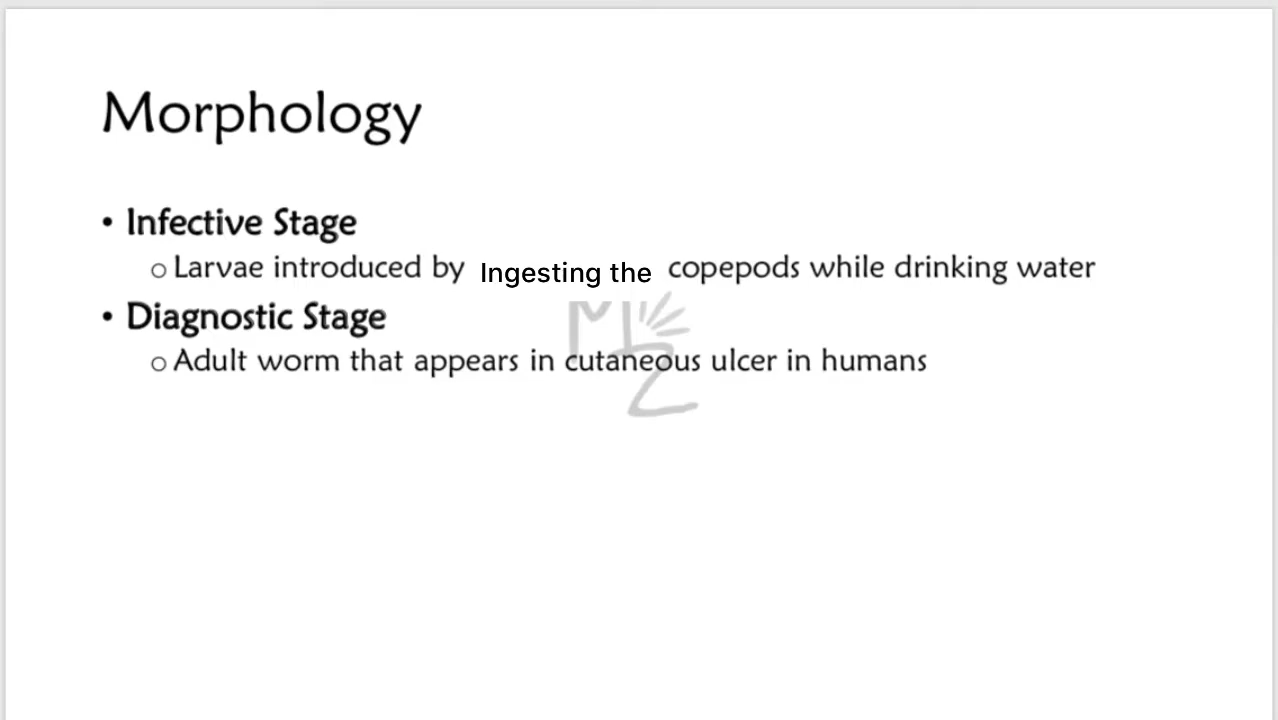 Morphology
• Infective Stage
o Larvae introduced by Ingesting the copepods while drinking water
• Diagnostic Stage
o Adult worm that appears in cutaneous ulcer in humans